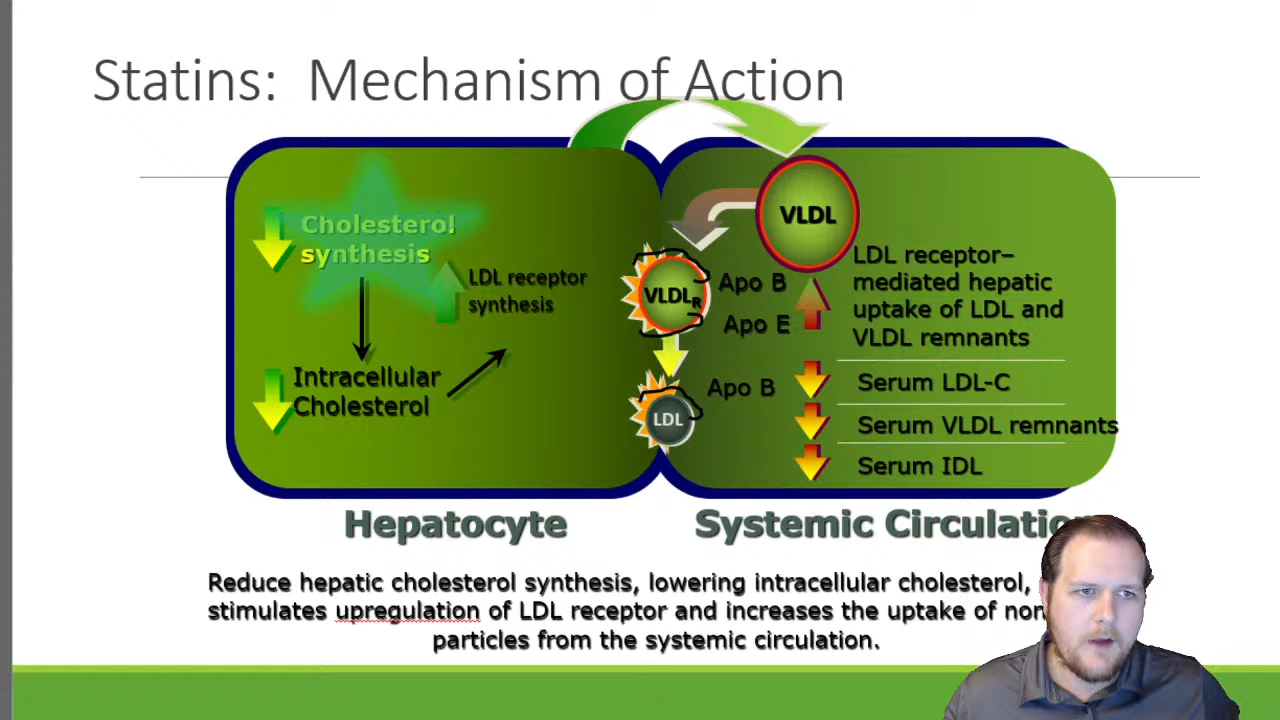 Statins: Mechanism of Action
Cholesterol
synthesis
LDL receptor
synthesis
Intracellular
Cholesterol
VLDL
VLDLR
Apo B
Apo E
LDL
Apo B
LDL receptor–
mediated hepatic
uptake of LDL and
VLDL remnants
Serum LDL-C
Serum VLDL remnants
Serum IDL
Hepatocyte
Systemic Circulation
Reduce hepatic cholesterol synthesis, lowering intracellular cholesterol,
stimulates upregulation of LDL receptor and increases the uptake of
particles from the systemic circulation.